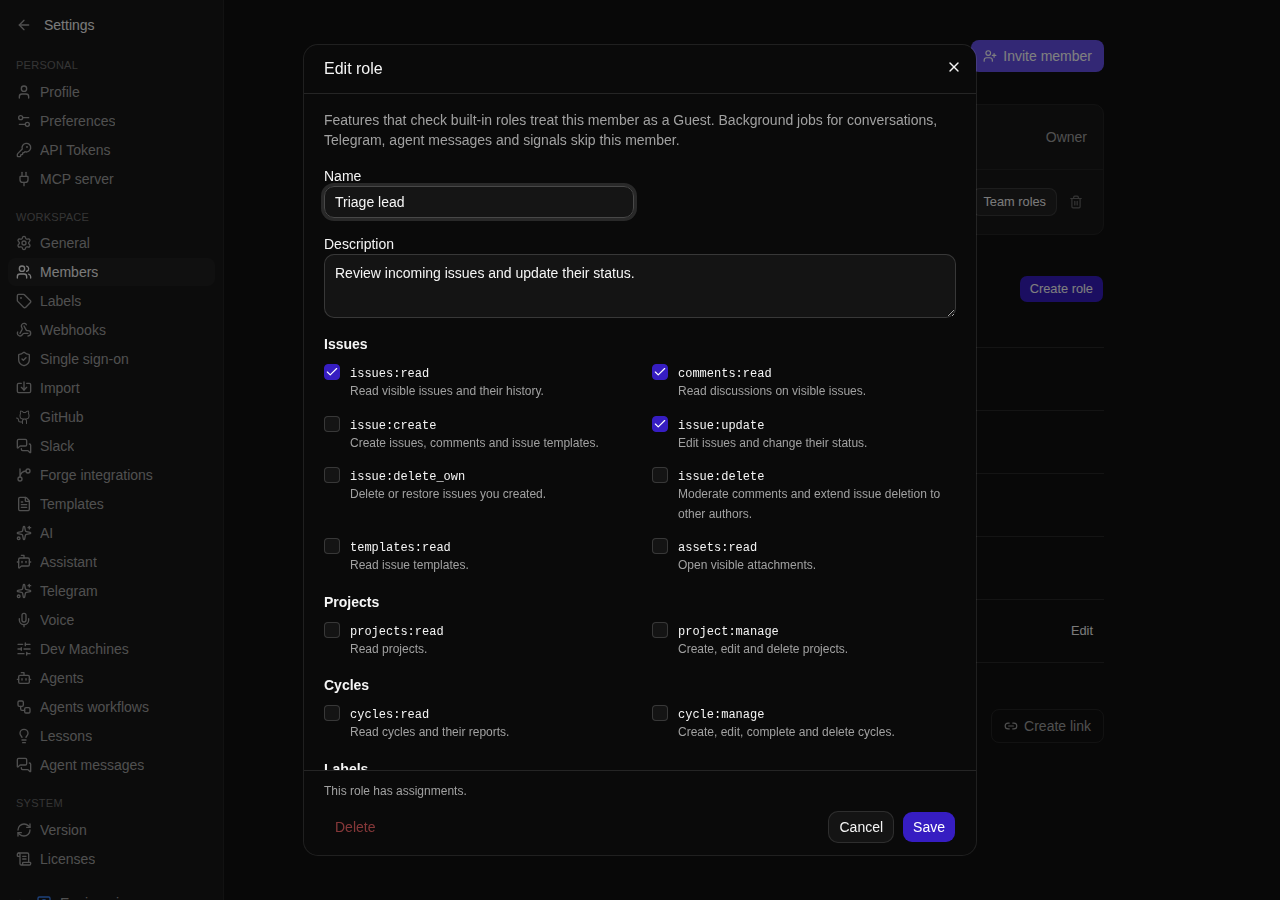 Settings
PERSONAL
Profile
Preferences
API Tokens
MCP server
WORKSPACE
General
Members
Labels
Webhooks
Single sign-on
Import
GitHub
Slack
Forge integrations
Templates
AI
Assistant
Telegram
Voice
Dev Machines
Agents
Agents workflows
Lessons
Agent messages
SYSTEM
Version
Licenses
Invite member
Owner
Team roles
Create role
Edit
Create link
Edit role
Features that check built-in roles treat this member as a Guest. Background jobs for conversations,
Telegram, agent messages and signals skip this member.
Name
Triage lead
Description
Review incoming issues and update their status.
Issues
issues:read
Read visible issues and their history.
comments:read
Read discussions on visible issues.
issue:create
Create issues, comments and issue templates.
issue:update
Edit issues and change their status.
issue:delete_own
Delete or restore issues you created.
issue:delete
Moderate comments and extend issue deletion to
other authors.
templates:read
Read issue templates.
assets:read
Open visible attachments.
Projects
projects:read
Read projects.
project:manage
Create, edit and delete projects.
Cycles
cycles:read
Read cycles and their reports.
cycle:manage
Create, edit, complete and delete cycles.
Labels
This role has assignments.
Delete
Cancel
Save